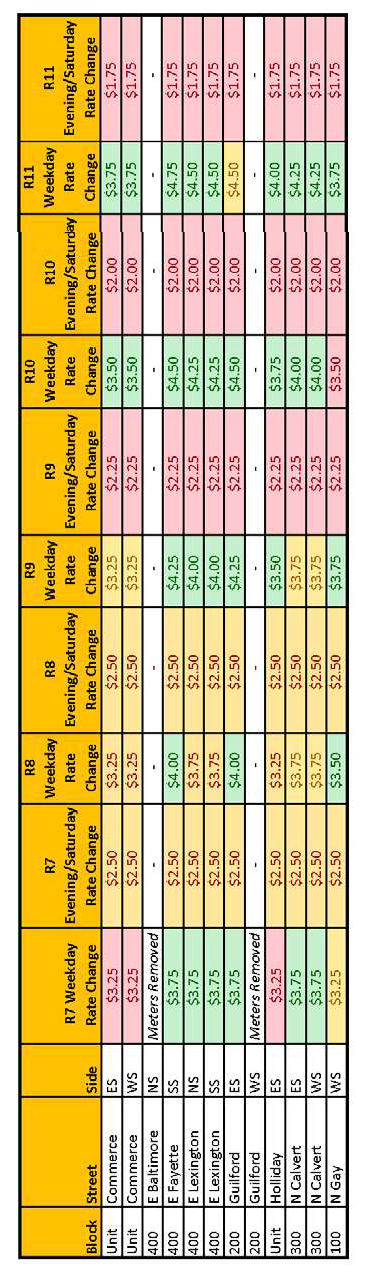 Block Street Side R7 Weekday Rate Change R7 Evening/Saturday Rate Change R8 Weekday Rate Change R8 Evening/Saturday Rate Change R9 Weekday Rate Change R9 Evening/Saturday Rate Change R10 Weekday Rate Change R10 Evening/Saturday Rate Change R11 Weekday Rate Change R11 Evening/Saturday Rate Change
Unit Commerce ES $3.25 $2.50 $3.25 $2.50 $3.25 $2.25 $3.50 $2.00 $3.75 $1.75
Unit Commerce WS $3.25 $2.50 $3.25 $2.50 $3.25 $2.25 $3.50 $2.00 $3.75 $1.75
400 E Baltimore NS Meters Removed - - - - - - - - -
400 E Fayette SS $3.75 $2.50 $4.00 $2.50 $4.25 $2.25 $4.50 $2.00 $4.75 $1.75
400 E Lexington NS $3.75 $2.50 $3.75 $2.50 $4.00 $2.25 $4.25 $2.00 $4.50 $1.75
400 E Lexington SS $3.75 $2.50 $3.75 $2.50 $4.00 $2.25 $4.25 $2.00 $4.50 $1.75
200 Guilford ES $3.75 $2.50 $4.00 $2.50 $4.25 $2.25 $4.50 $2.00 $4.50 $1.75
200 Guilford WS Meters Removed - - - - - - - - -
Unit Holliday ES $3.25 $2.50 $3.25 $2.50 $3.50 $2.25 $3.75 $2.00 $4.00 $1.75
300 N Calvert ES $3.75 $2.50 $3.75 $2.50 $3.75 $2.25 $4.00 $2.00 $4.25 $1.75
300 N Calvert WS $3.75 $2.50 $3.75 $2.50 $3.75 $2.25 $4.00 $2.00 $4.25 $1.75
100 N Gay WS $3.25 $2.50 $3.50 $2.50 $3.75 $2.25 $3.50 $2.00 $3.75 $1.75